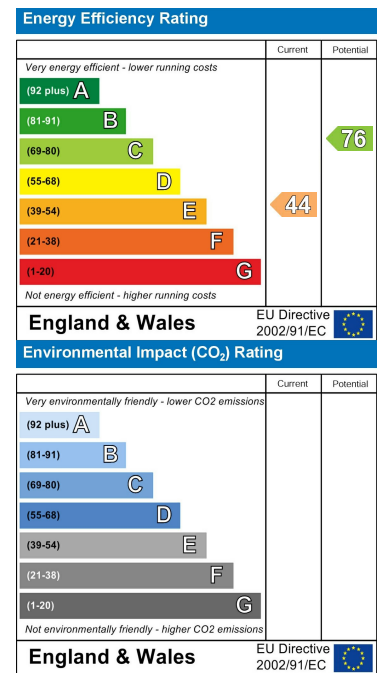 Energy Efficiency Rating
Current Potential
Very energy efficient - lower running costs
(92 plus) A
(81-91) B
(69-80) C
76
(55-68) D
(39-54) E
44
(21-38) F
(1-20) G
Not energy efficient - higher running costs
England & Wales
EU Directive
2002/91/EC
Environmental Impact (CO₂) Rating
Current Potential
Very environmentally friendly - lower CO2 emissions
(92 plus) A
(81-91) B
(69-80) C
(55-68) D
(39-54) E
(21-38) F
(1-20) G
Not environmentally friendly - higher CO2 emissions
England & Wales
EU Directive
2002/91/EC